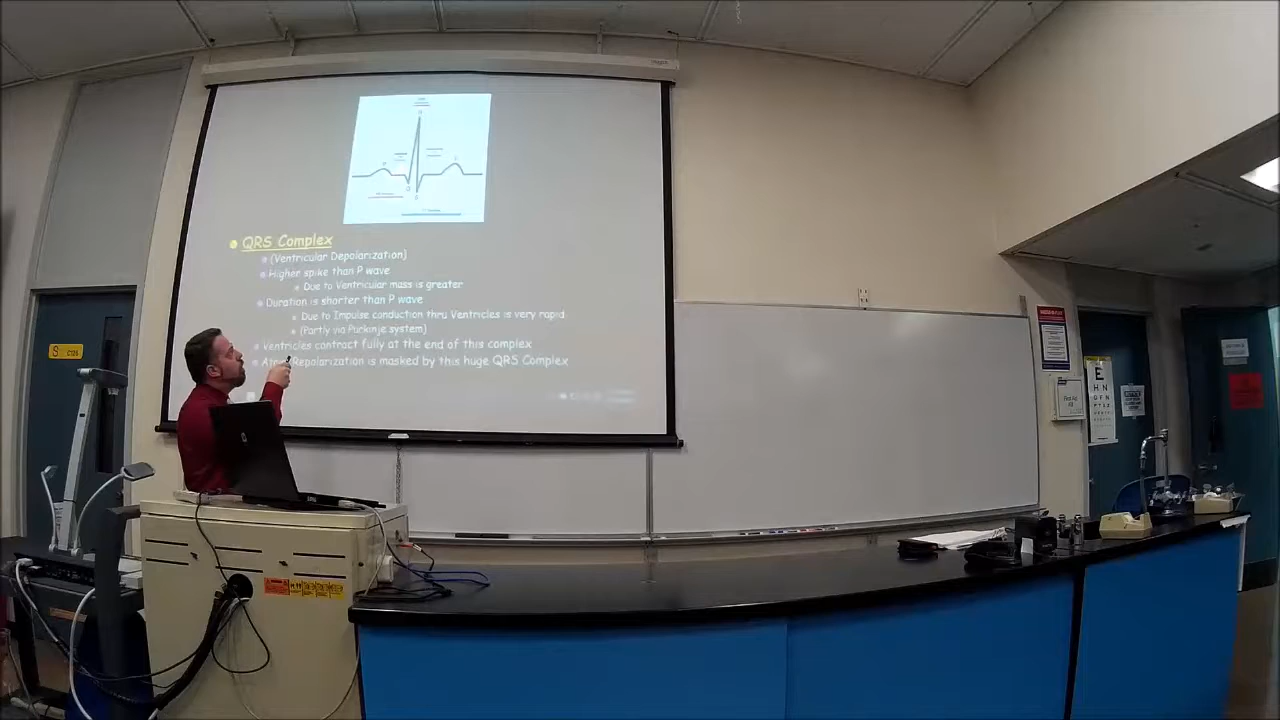 QRS Complex
(Ventricular Depolarization)
Higher spike than P wave
Due to Ventricular mass is greater
Duration is shorter than P wave
Due to Impulse conduction thru Ventricles is very rapid
(Partly via Purkinje system)
Ventricles contract fully at the end of this complex
Repolarization is masked by this huge QRS Complex
S
E
H N
First Aid